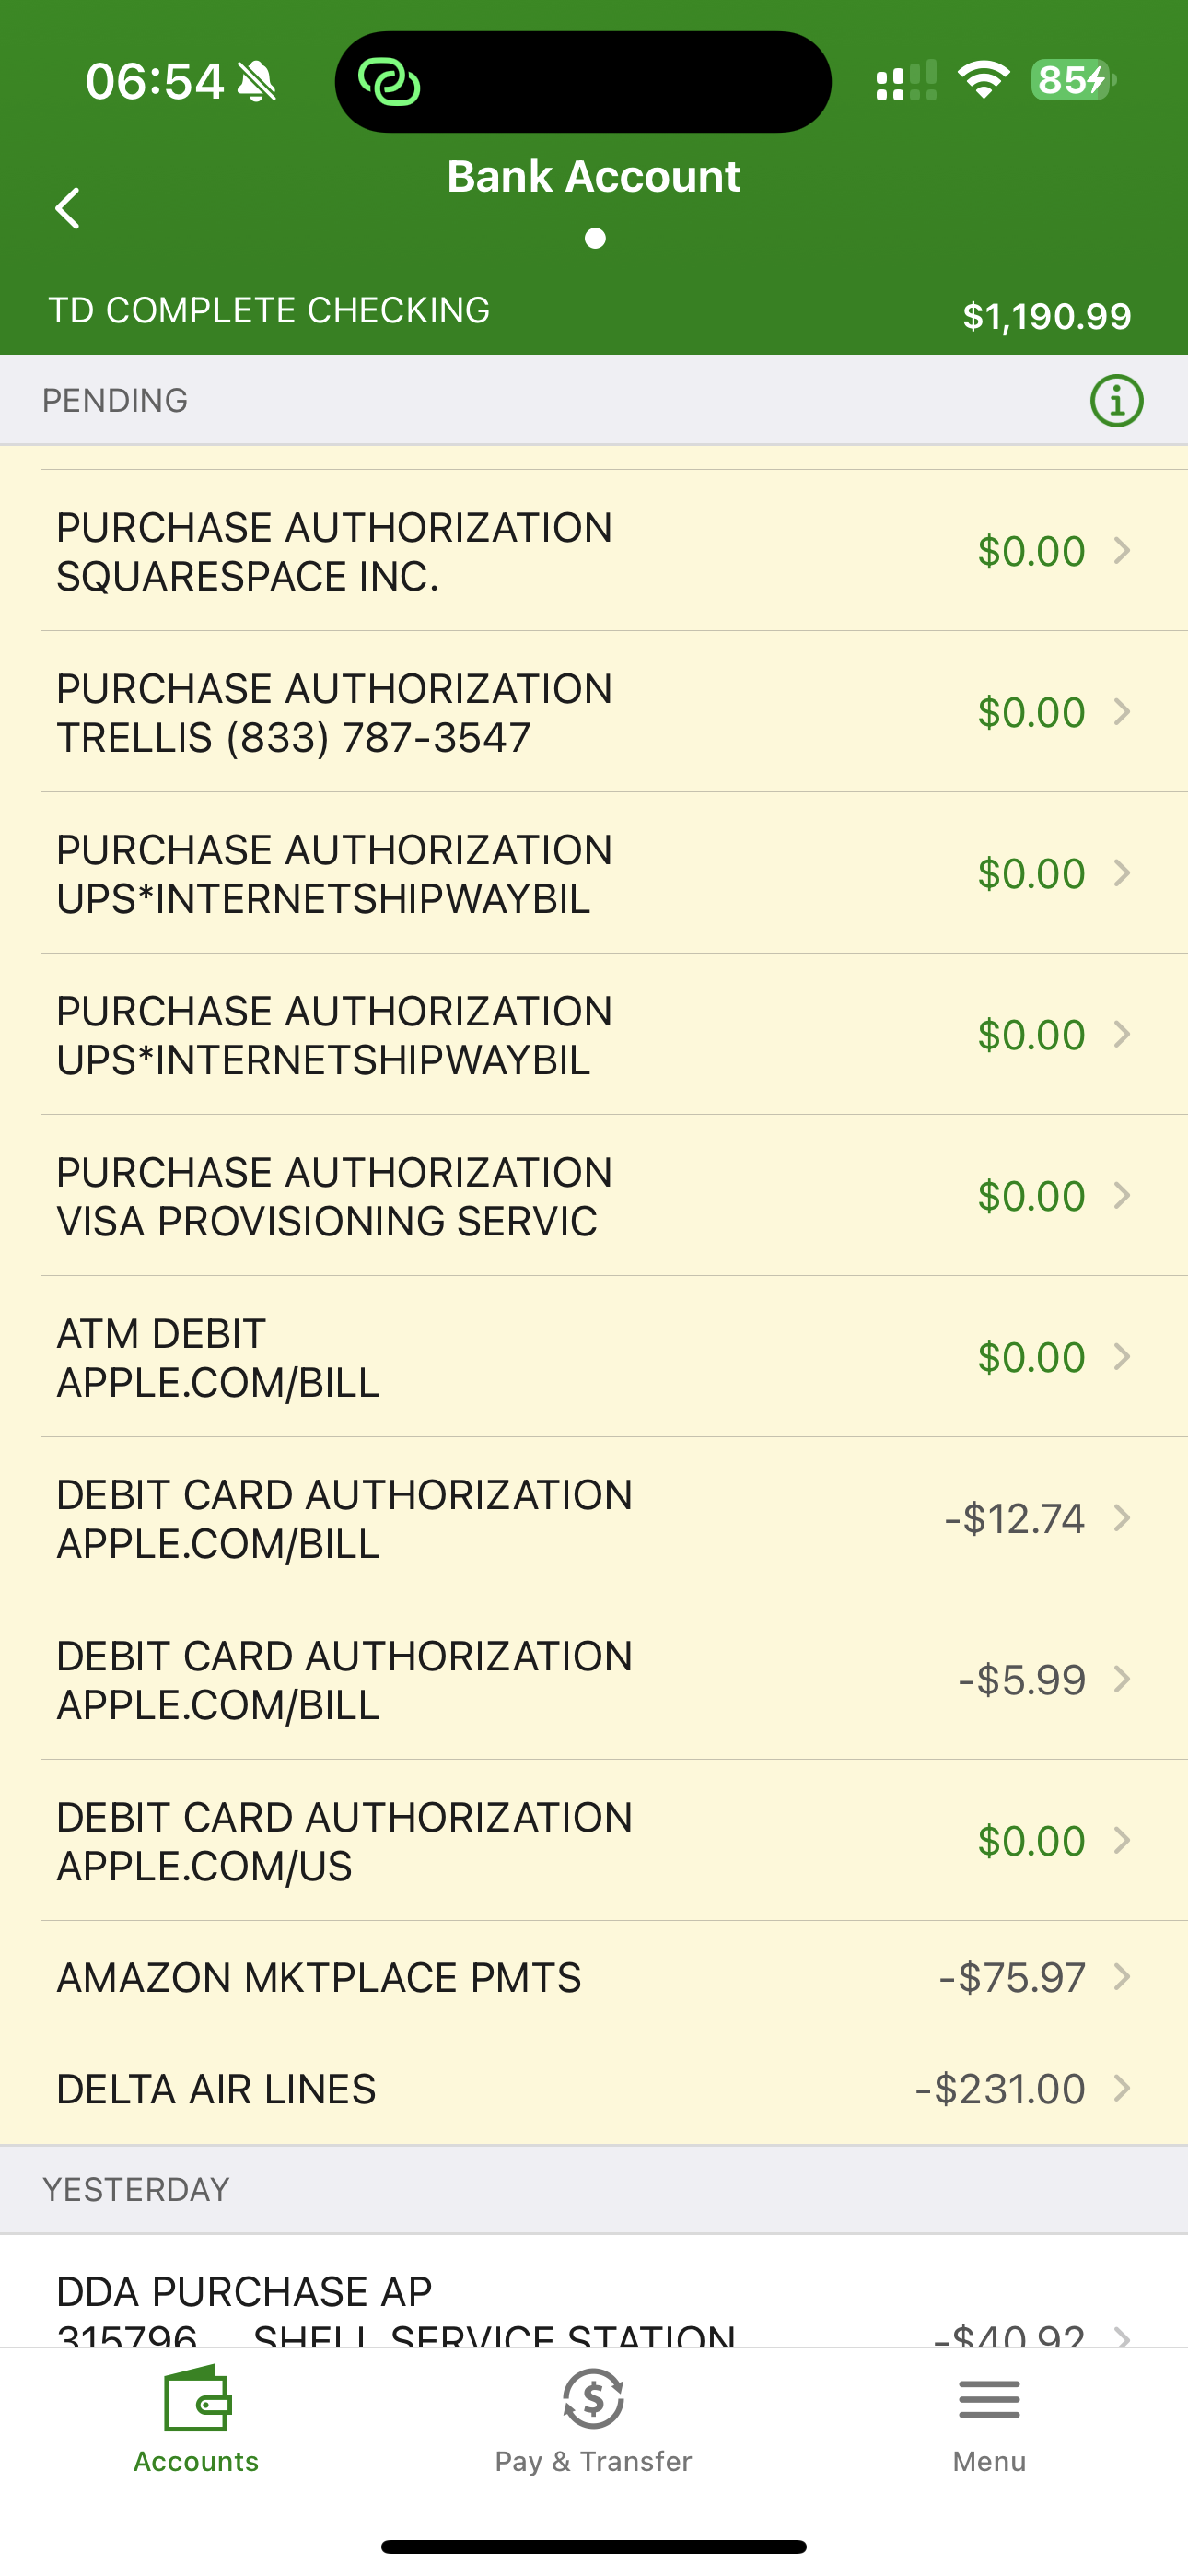 06:54
85
Bank Account
TD COMPLETE CHECKING
$1,190.99
PENDING
PURCHASE AUTHORIZATION
SQUARESPACE INC.
$0.00
PURCHASE AUTHORIZATION
TRELLIS (833) 787-3547
$0.00
PURCHASE AUTHORIZATION
UPS*INTERNETSHIPWAYBIL
$0.00
PURCHASE AUTHORIZATION
UPS*INTERNETSHIPWAYBIL
$0.00
PURCHASE AUTHORIZATION
VISA PROVISIONING SERVIC
$0.00
ATM DEBIT
APPLE.COM/BILL
$0.00
DEBIT CARD AUTHORIZATION
APPLE.COM/BILL
-$12.74
DEBIT CARD AUTHORIZATION
APPLE.COM/BILL
-$5.99
DEBIT CARD AUTHORIZATION
APPLE.COM/US
$0.00
AMAZON MKTPLACE PMTS
-$75.97
DELTA AIR LINES
-$231.00
YESTERDAY
DDA PURCHASE AP
315796 SHELL SERVICE STATION
-$40.92
Accounts
Pay & Transfer
Menu